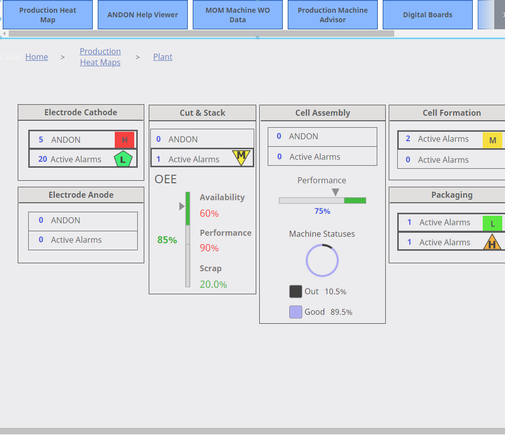 Production Heat
Map
ANDON Help Viewer
MOM Machine WO
Data
Production Machine
Advisor
Digital Boards
Home > Production
Heat Maps > Plant
Electrode Cathode
5 ANDON H
20 Active Alarms L
Electrode Anode
0 ANDON
0 Active Alarms
Cut & Stack
0 ANDON
1 Active Alarms M
OEE
85%
Availability
60%
Performance
90%
Scrap
20.0%
Cell Assembly
0 ANDON
0 Active Alarms
Performance
75%
Machine Statuses
Out 10.5%
Good 89.5%
Cell Formation
2 Active Alarms M
0 Active Alarms
Packaging
1 Active Alarms L
1 Active Alarms H